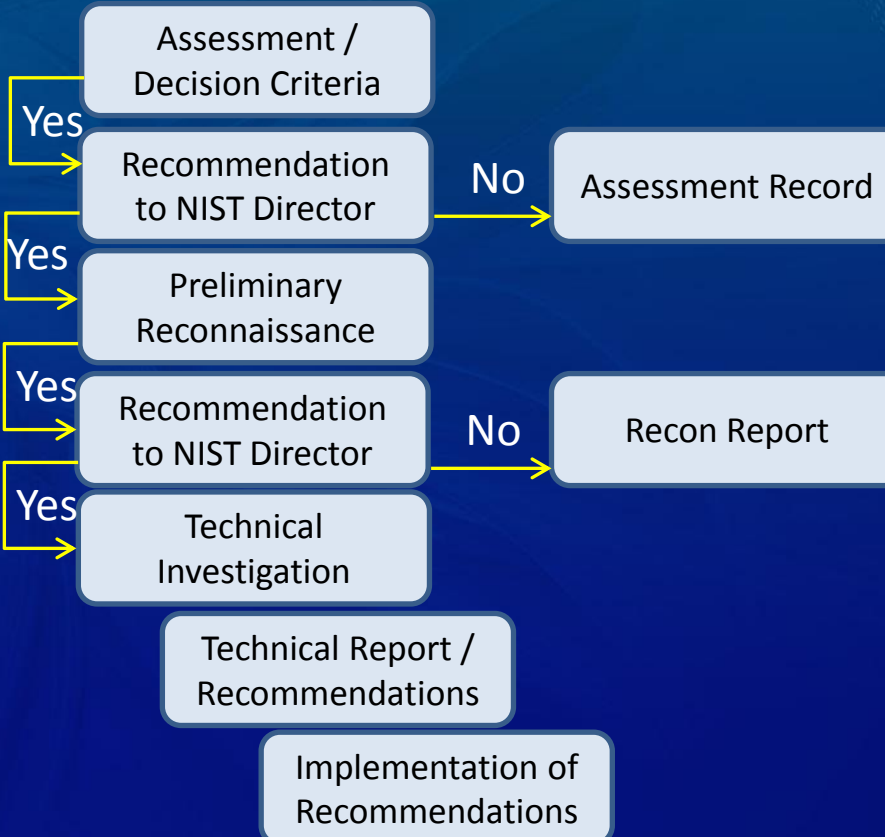 Assessment /
Decision Criteria
Yes
Recommendation
to NIST Director
No
Assessment Record
Yes
Preliminary
Reconnaissance
Yes
Recommendation
to NIST Director
No
Recon Report
Yes
Technical
Investigation
Technical Report /
Recommendations
Implementation of
Recommendations